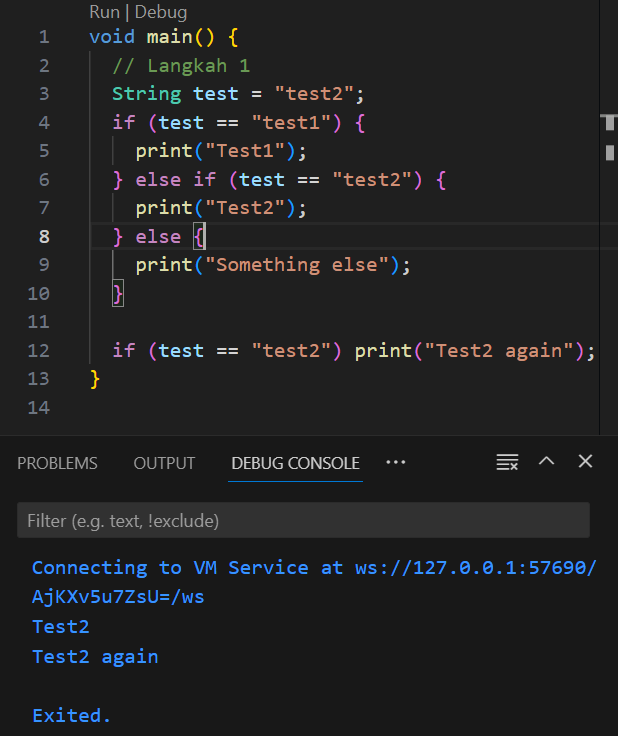 Run | Debug
1 void main() {
2 // Langkah 1
3 String test = "test2";
4 if (test == "test1") {
5 print("Test1");
6 } else if (test == "test2") {
7 print("Test2");
8 } else {
9 print("Something else");
10 }
11
12 if (test == "test2") print("Test2 again");
13 }
14
PROBLEMS OUTPUT DEBUG CONSOLE ···
Filter (e.g. text, !exclude)
Connecting to VM Service at ws://127.0.0.1:57690/
AjKXv5u7ZsU=/ws
Test2
Test2 again
Exited.